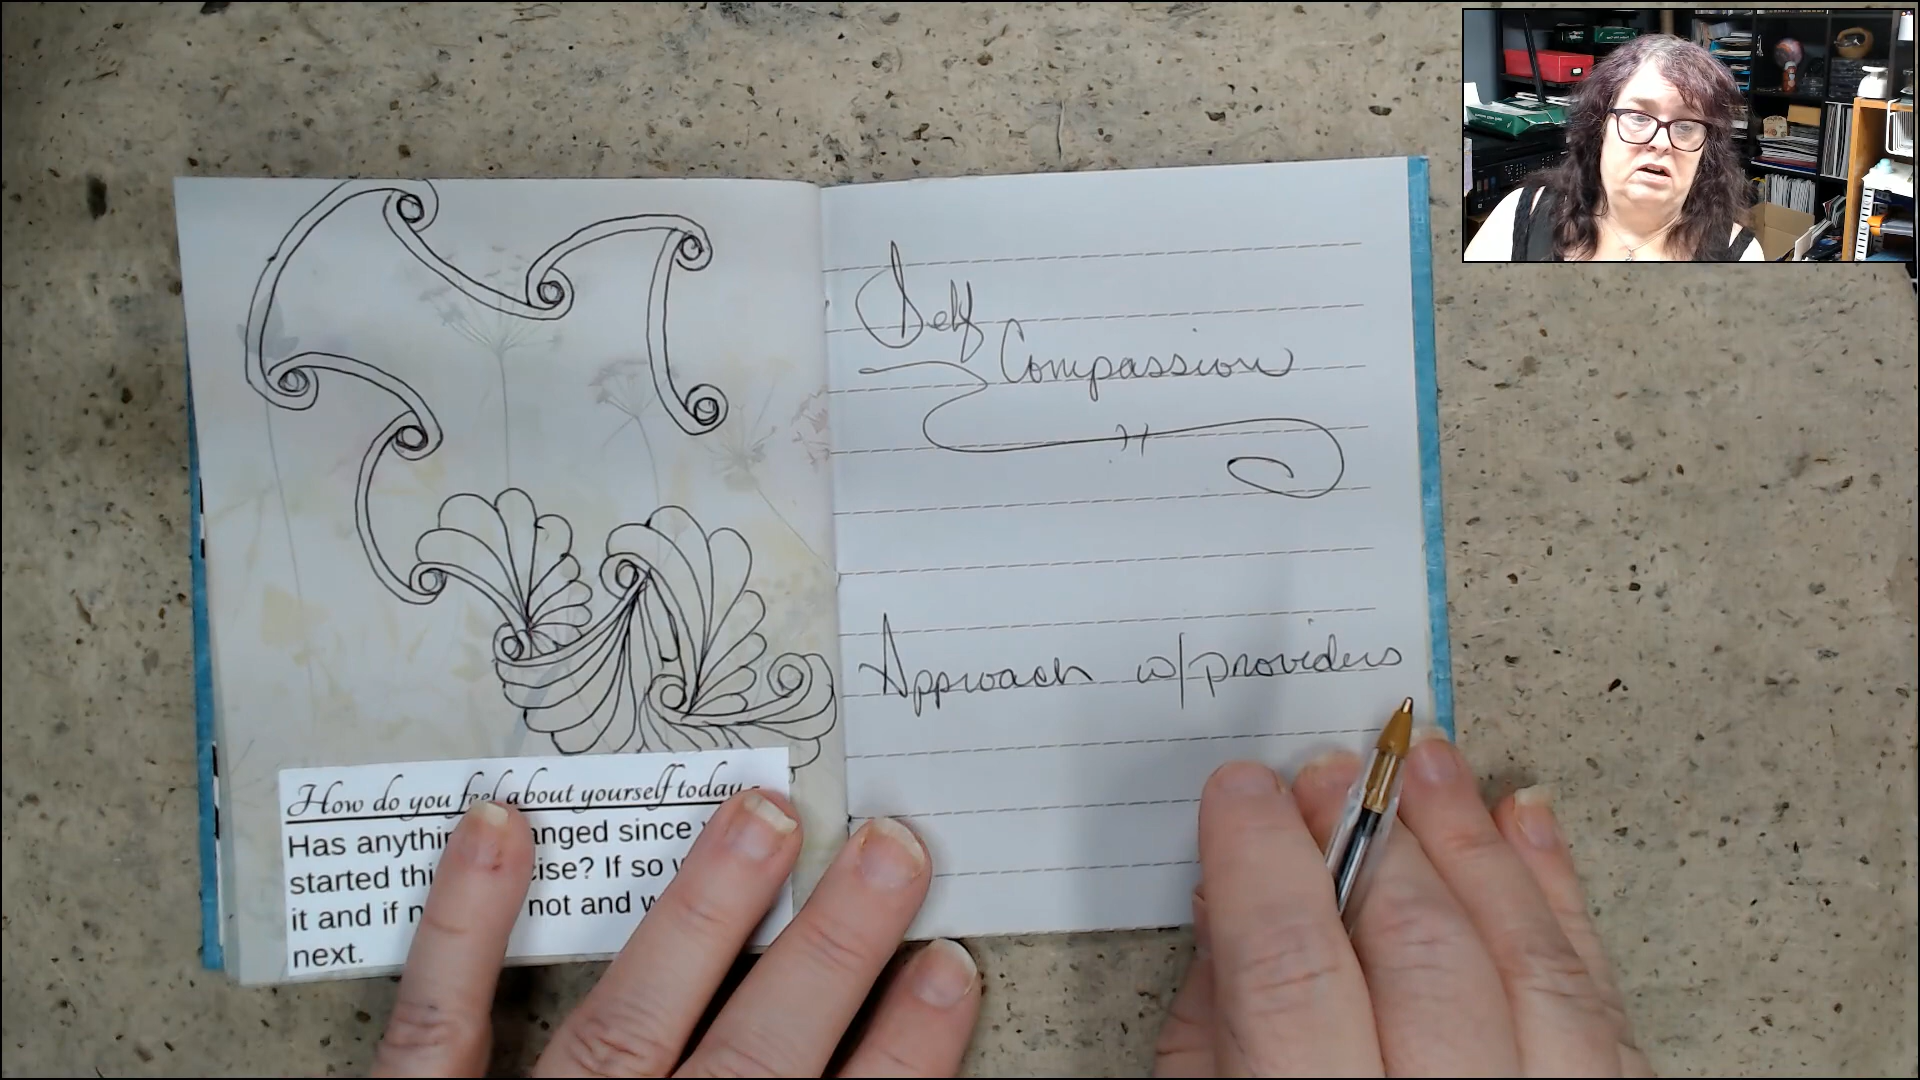 How do you feel about yourself today -
Has anythin anged since
started thi cise? If so
it and if n not and w
next.
Self
Compassion
Approach w/providers